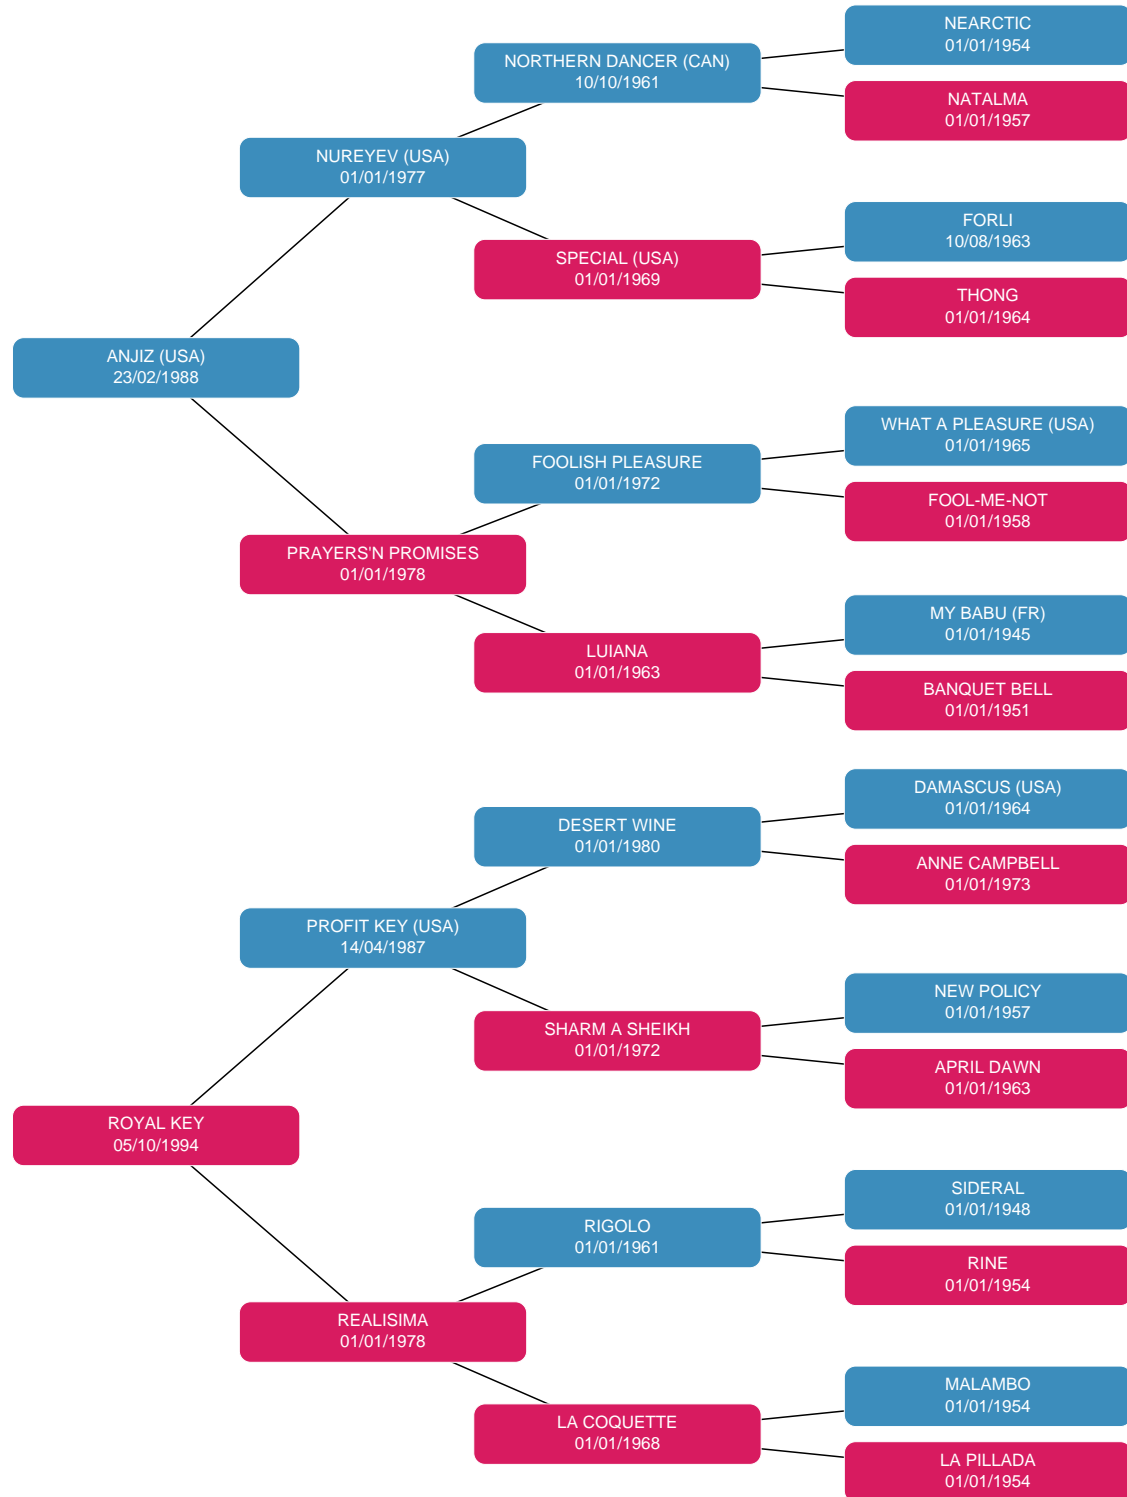 NEARCTIC
01/01/1954
NORTHERN DANCER (CAN)
10/10/1961
NATALMA
01/01/1957
NUREYEV (USA)
01/01/1977
FORLI
10/08/1963
SPECIAL (USA)
01/01/1969
THONG
01/01/1964
ANJIZ (USA)
23/02/1988
WHAT A PLEASURE (USA)
01/01/1965
FOOLISH PLEASURE
01/01/1972
FOOL-ME-NOT
01/01/1958
PRAYERS'N PROMISES
01/01/1978
MY BABU (FR)
01/01/1945
LUIANA
01/01/1963
BANQUET BELL
01/01/1951
DAMASCUS (USA)
01/01/1964
DESERT WINE
01/01/1980
ANNE CAMPBELL
01/01/1973
PROFIT KEY (USA)
14/04/1987
NEW POLICY
01/01/1957
SHARM A SHEIKH
01/01/1972
APRIL DAWN
01/01/1963
ROYAL KEY
05/10/1994
SIDERAL
01/01/1948
RIGOLO
01/01/1961
RINE
01/01/1954
REALISIMA
01/01/1978
MALAMBO
01/01/1954
LA COQUETTE
01/01/1968
LA PILLADA
01/01/1954